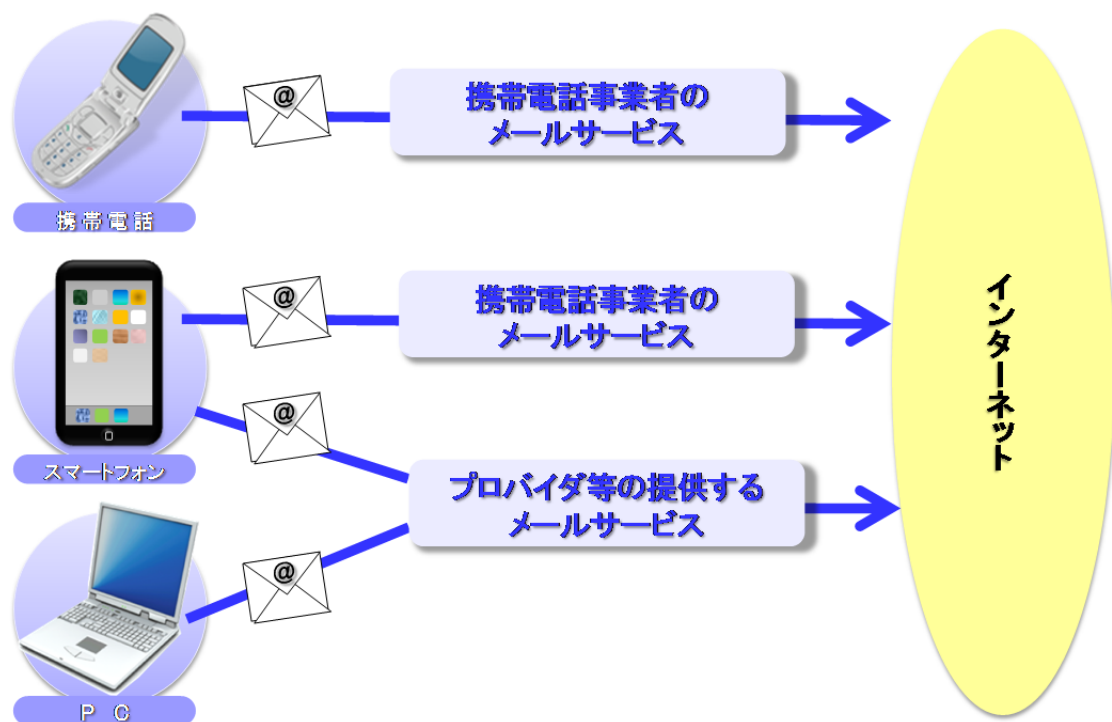 @
携帯電話事業者の
メールサービス
携帯電話
@
携帯電話事業者の
メールサービス
インターネット
@
スマートフォン
プロバイダ等の提供する
メールサービス
@
ＰＣ